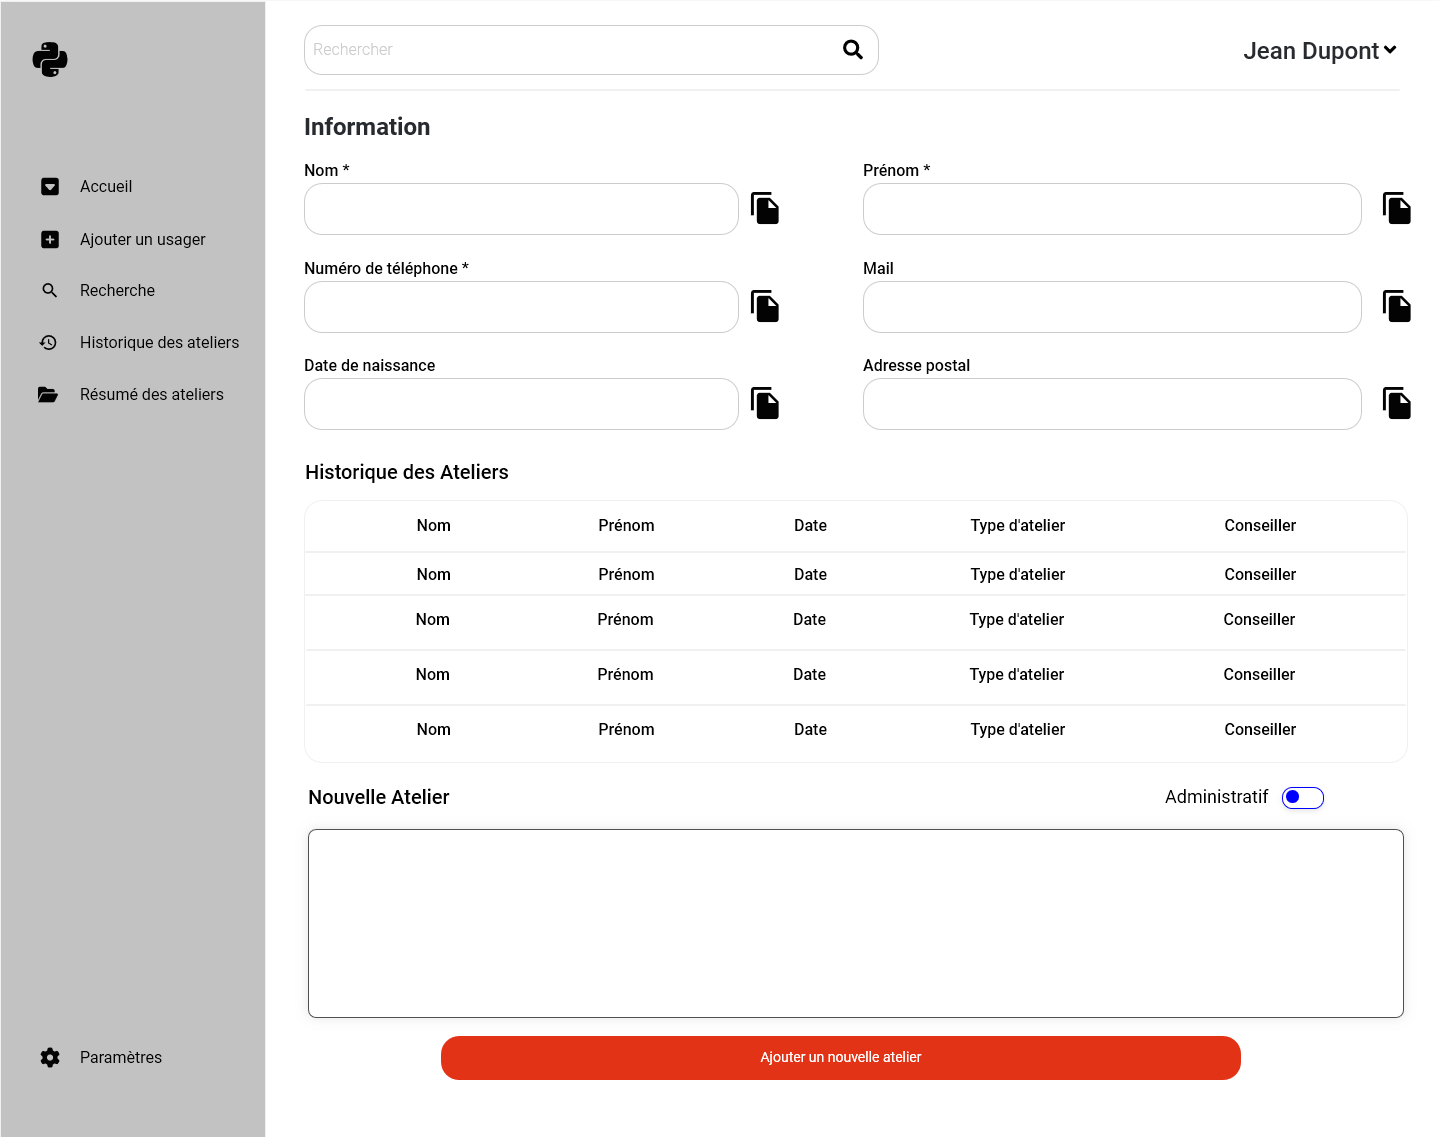 Rechercher
Jean Dupont
Accueil
Ajouter un usager
Recherche
Historique des ateliers
Résumé des ateliers
Paramètres
Information
Nom *
Prénom *
Numéro de téléphone *
Mail
Date de naissance
Adresse postal
Historique des Ateliers
Nom Prénom Date Type d'atelier Conseiller
Nom Prénom Date Type d'atelier Conseiller
Nom Prénom Date Type d'atelier Conseiller
Nom Prénom Date Type d'atelier Conseiller
Nom Prénom Date Type d'atelier Conseiller
Nouvelle Atelier
Administratif
Ajouter un nouvelle atelier